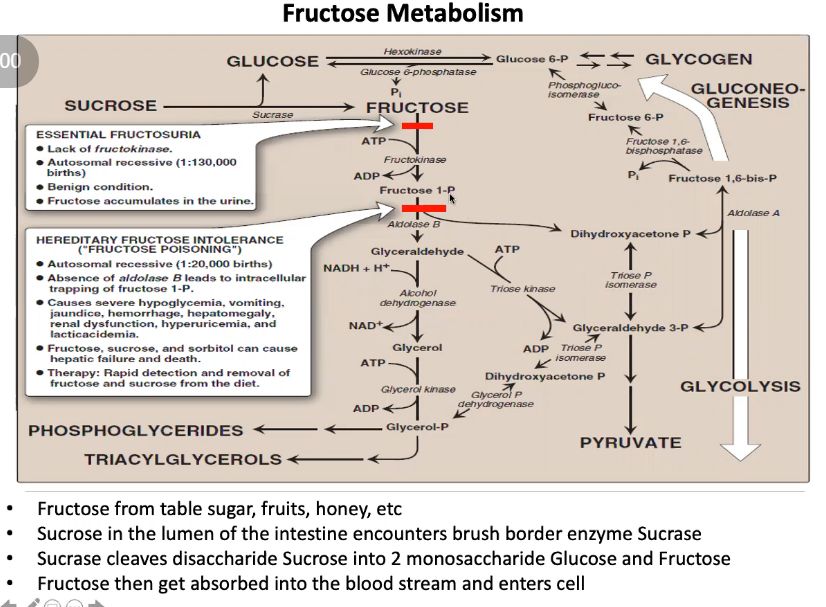 Fructose Metabolism
00
GLUCOSE
Hexokinase
Glucose 6-phosphatase
Glucose 6-P
GLYCOGEN
Pi
SUCROSE
Sucrase
FRUCTOSE
Phosphogluco-
isomerase
GLUCONEO-
GENESIS
Fructose 6-P
ESSENTIAL FRUCTOSURIA
● Lack of fructokinase.
● Autosomal recessive (1:130,000
births)
● Benign condition.
● Fructose accumulates in the urine.
ATP
Fructokinase
ADP
Fructose 1-P
Fructose 1,6-
bisphosphatase
Pi
Fructose 1,6-bis-P
Aldolase A
Aldolase B
Dihydroxyacetone P
HEREDITARY FRUCTOSE INTOLERANCE
("FRUCTOSE POISONING")
● Autosomal recessive (1:20,000 births)
● Absence of aldolase B leads to intracellular
trapping of fructose 1-P.
● Causes severe hypoglycemia, vomiting,
jaundice, hemorrhage, hepatomegaly,
renal dysfunction, hyperuricemia, and
lacticacidemia.
● Fructose, sucrose, and sorbitol can cause
hepatic failure and death.
● Therapy: Rapid detection and removal of
fructose and sucrose from the diet.
Glyceraldehyde
ATP
NADH + H+
Triose kinase
Triose P
isomerase
Alcohol
dehydrogenase
NAD+
Glyceraldehyde 3-P
Glycerol
ADP
Triose P
isomerase
ATP
Dihydroxyacetone P
Glycerol kinase
Glycerol P
dehydrogenase
GLYCOLYSIS
ADP
Glycerol-P
PHOSPHOGLYCERIDES
PYRUVATE
TRIACYLGLYCEROLS
• Fructose from table sugar, fruits, honey, etc
• Sucrose in the lumen of the intestine encounters brush border enzyme Sucrase
• Sucrase cleaves disaccharide Sucrose into 2 monosaccharide Glucose and Fructose
• Fructose then get absorbed into the blood stream and enters cell